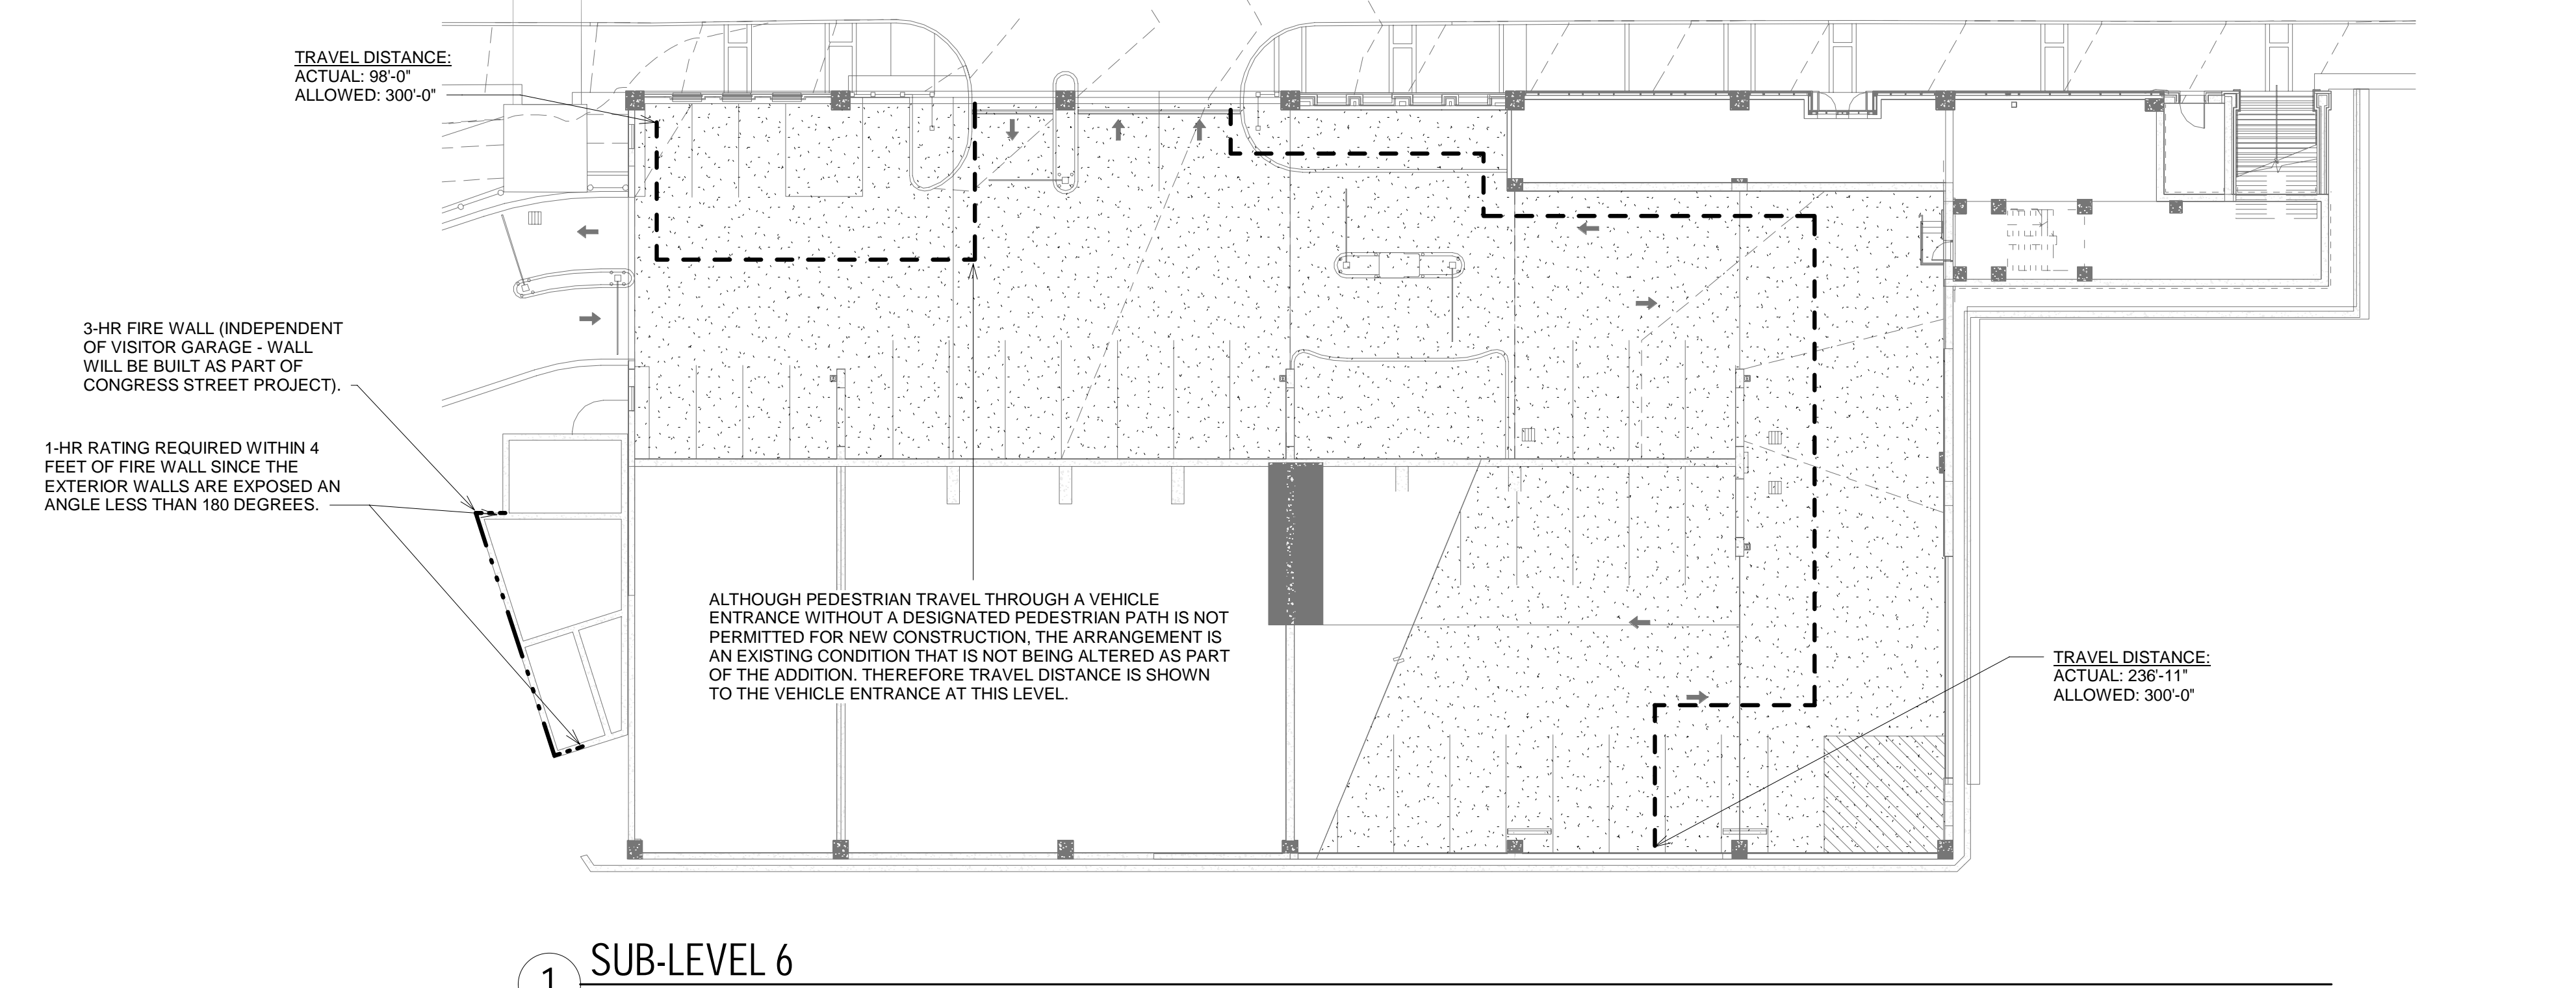 TRAVEL DISTANCE:
ACTUAL: 98'-0"
ALLOWED: 300'-0"
3-HR FIRE WALL (INDEPENDENT
OF VISITOR GARAGE - WALL
WILL BE BUILT AS PART OF
CONGRESS STREET PROJECT).
1-HR RATING REQUIRED WITHIN 4
FEET OF FIRE WALL SINCE THE
EXTERIOR WALLS ARE EXPOSED AN
ANGLE LESS THAN 180 DEGREES.
ALTHOUGH PEDESTRIAN TRAVEL THROUGH A VEHICLE
ENTRANCE WITHOUT A DESIGNATED PEDESTRIAN PATH IS NOT
PERMITTED FOR NEW CONSTRUCTION, THE ARRANGEMENT IS
AN EXISTING CONDITION THAT IS NOT BEING ALTERED AS PART
OF THE ADDITION. THEREFORE TRAVEL DISTANCE IS SHOWN
TO THE VEHICLE ENTRANCE AT THIS LEVEL.
TRAVEL DISTANCE:
ACTUAL: 236'-11"
ALLOWED: 300'-0"
1
SUB-LEVEL 6